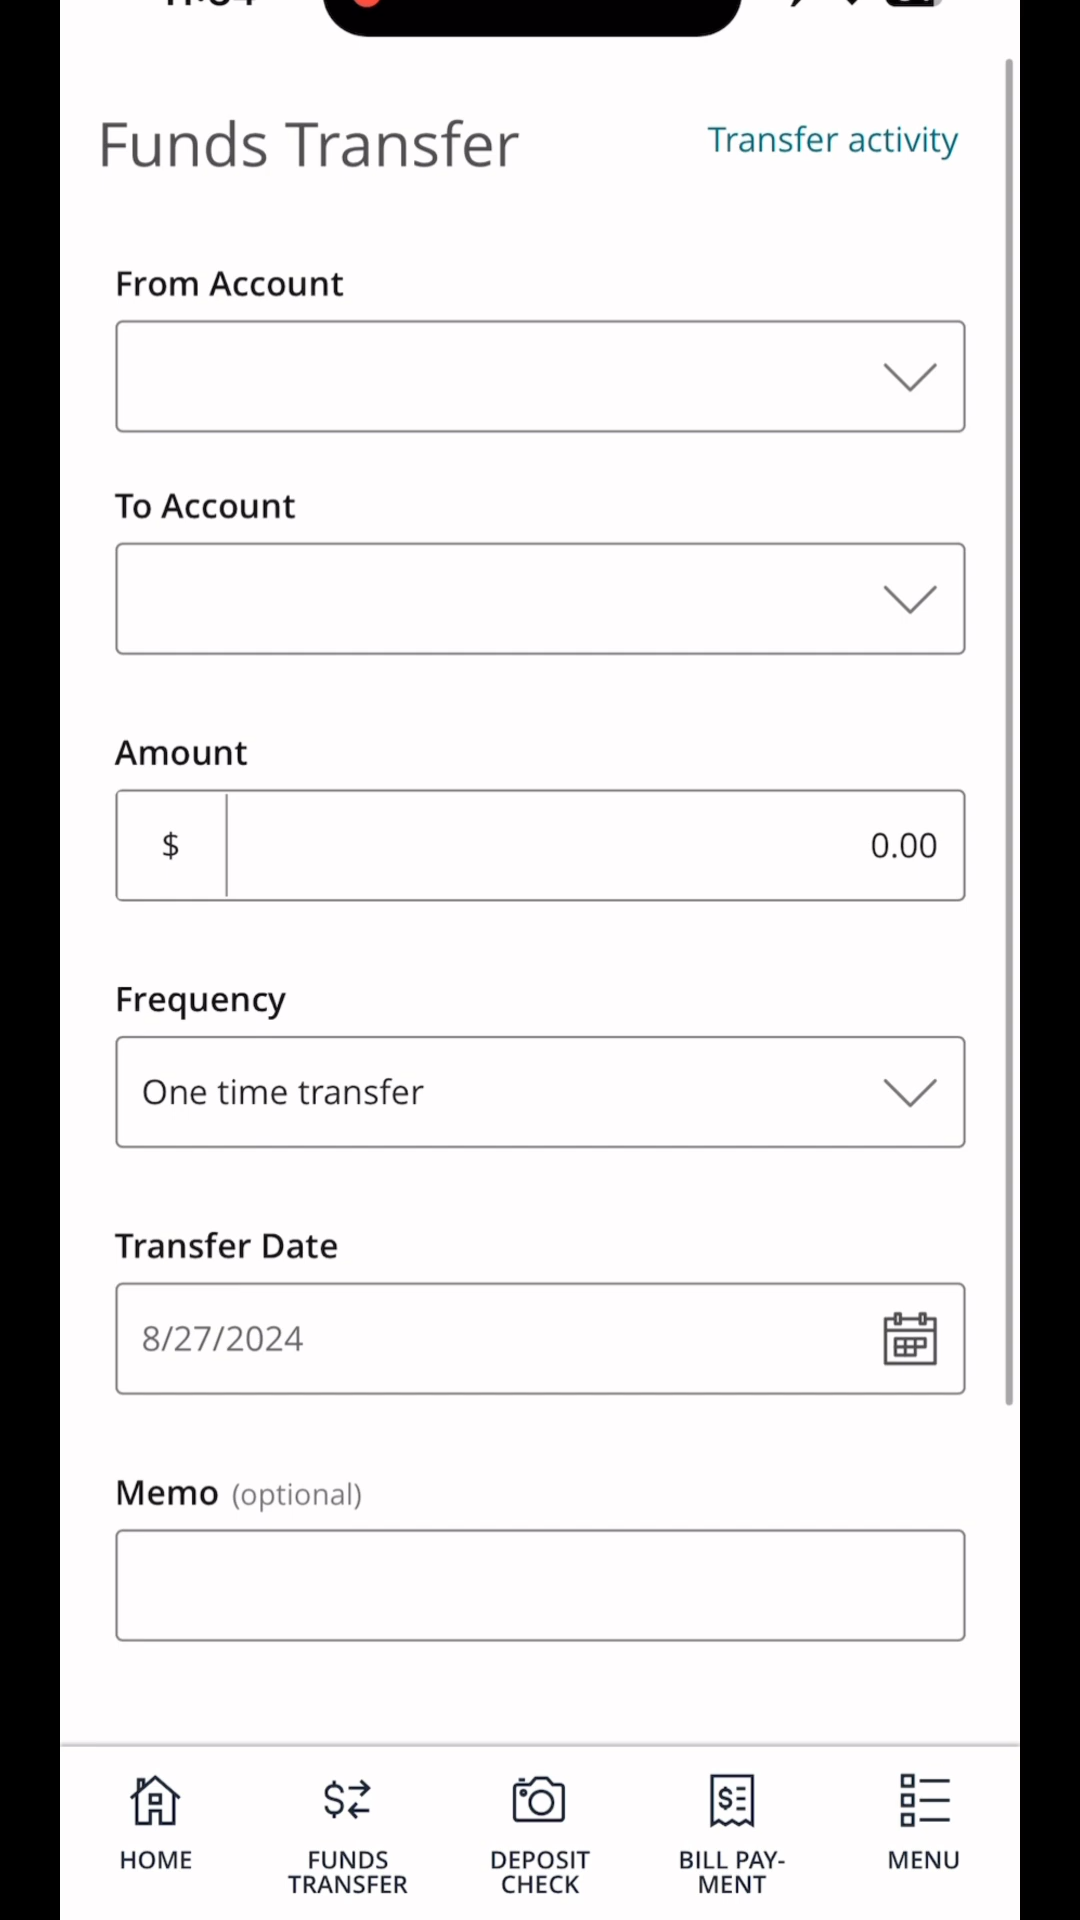 Funds Transfer
Transfer activity
From Account
To Account
Amount
$ 0.00
Frequency
One time transfer
Transfer Date
8/27/2024
Memo (optional)
HOME
FUNDS
TRANSFER
DEPOSIT
CHECK
BILL PAY-
MENT
MENU